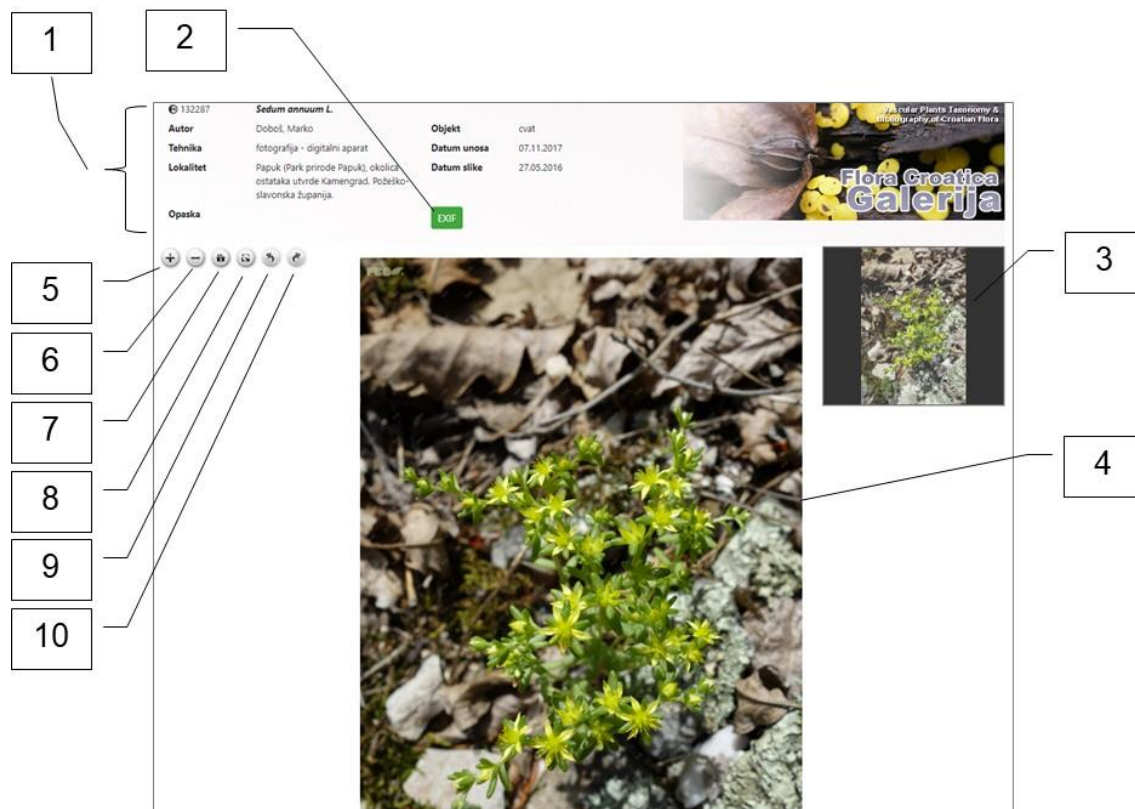 1
2
132287 Sedum annuum L.
Autor Doboš, Marko Objekt cvat
Tehnika fotografija - digitalni aparat Datum unosa 07.11.2017
Lokalitet Papuk (Park prirode Papuk), okolica Datum slike 27.05.2016
ostataka utvrde Kamengrad. Požeško-
slavonska županija.
Opaska EXIF
Vascular Plants Taxonomy &
Bibliography of Croatian Flora
Flora Croatica
Galerija
3
4
5
6
7
8
9
10
FCD